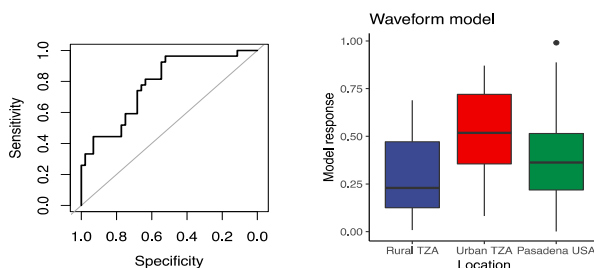 Sensitivity
0.0 0.2 0.4 0.6 0.8 1.0
1.0 0.8 0.6 0.4 0.2 0.0
Specificity
Waveform model
Model response
1.00
0.75
0.50
0.25
0.00
Rural TZA Urban TZA Pasadena USA
Location